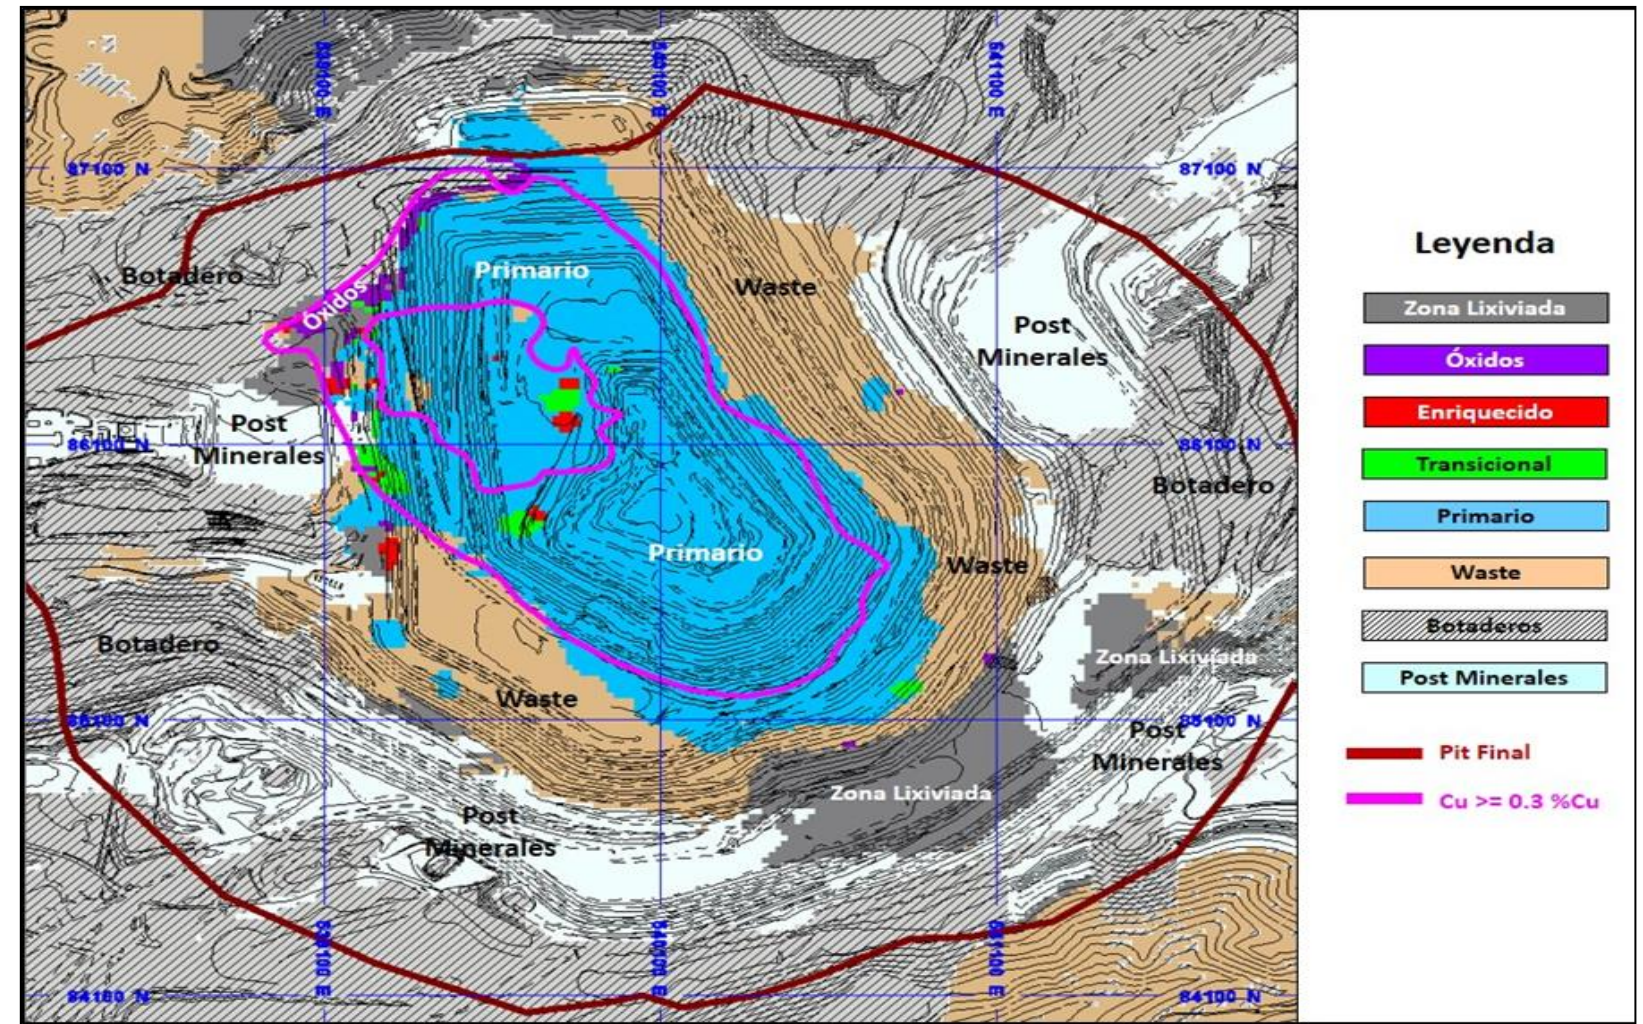 87100 N
87100 N
Botadero
Primario
Waste
Óxidos
Post
Minerales
Post
Minerales
86100 N
86100 N
Botadero
Primario
Waste
Botadero
Zona Lixiviada
Waste
85100 N
85100 N
Post
Minerales
Zona Lixiviada
Post
Minerales
84100 N
84100 N
Leyenda
Zona Lixiviada
Óxidos
Enriquecido
Transicional
Primario
Waste
Botaderos
Post Minerales
Pit Final
Cu >= 0.3 %Cu